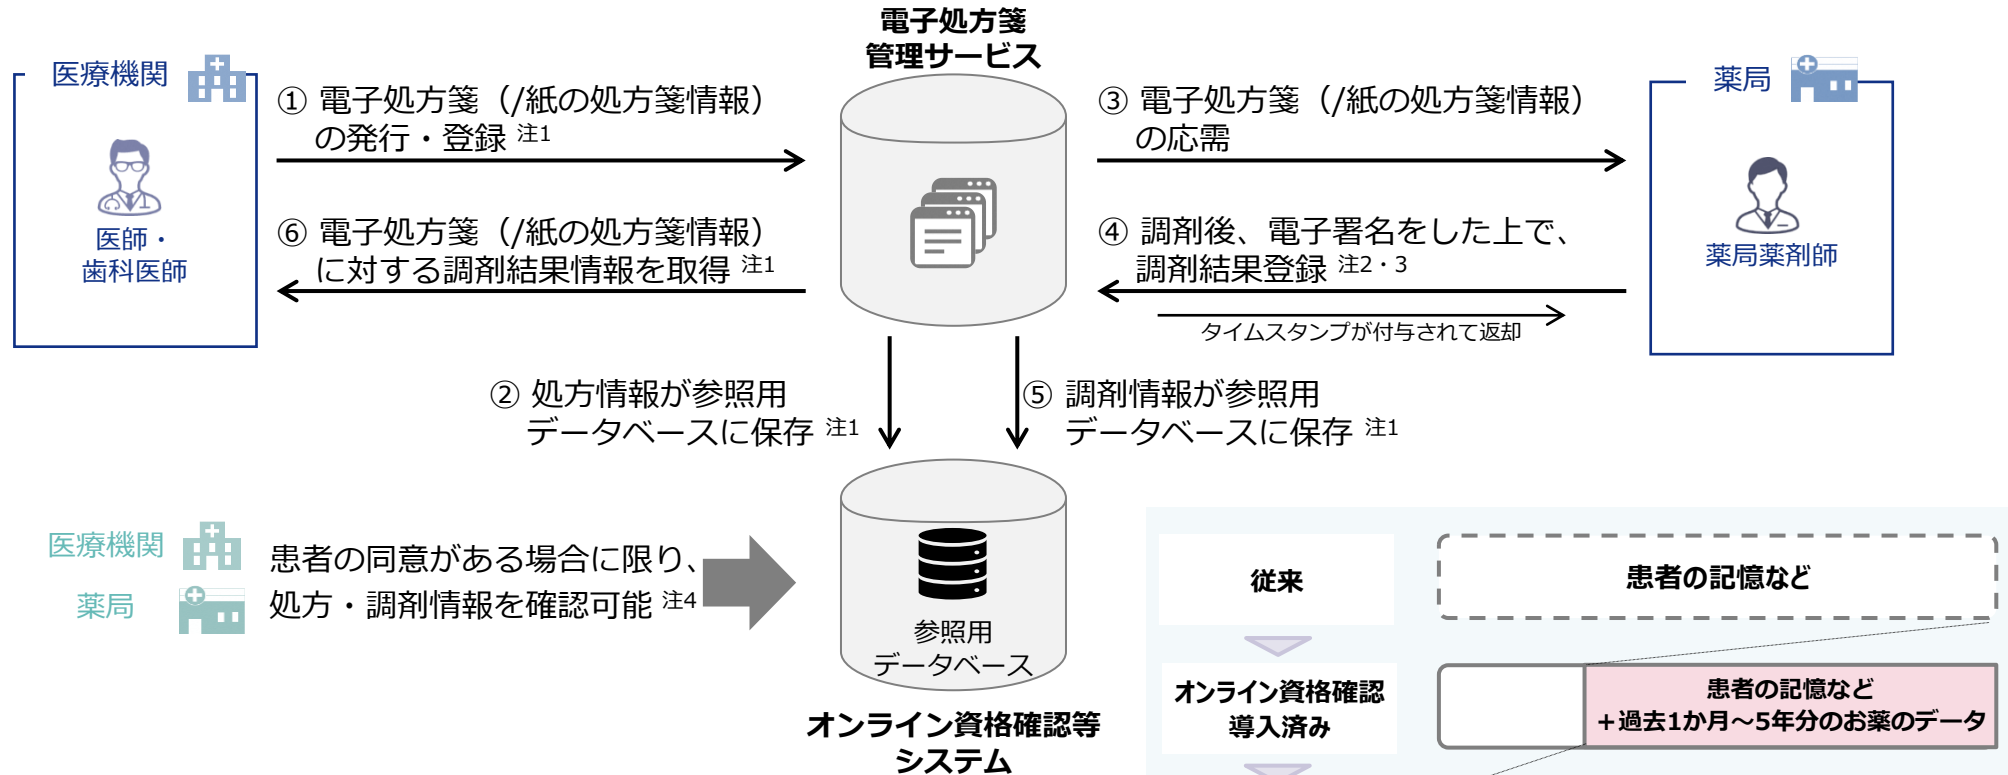 電子処方箋
管理サービス
医療機関
医師・
歯科医師
① 電子処方箋（/紙の処方箋情報）
の発行・登録 注1
⑥ 電子処方箋（/紙の処方箋情報）
に対する調剤結果情報を取得 注1
③ 電子処方箋（/紙の処方箋情報）
の応需
④ 調剤後、電子署名をした上で、
調剤結果登録 注2・3
タイムスタンプが付与されて返却
薬局
薬局薬剤師
② 処方情報が参照用
データベースに保存 注1
⑤ 調剤情報が参照用
データベースに保存 注1
医療機関
薬局
患者の同意がある場合に限り、
処方・調剤情報を確認可能 注4
参照用
データベース
オンライン資格確認等
システム
従来
患者の記憶など
オンライン資格確認
導入済み
患者の記憶など
＋過去1か月～5年分のお薬のデータ